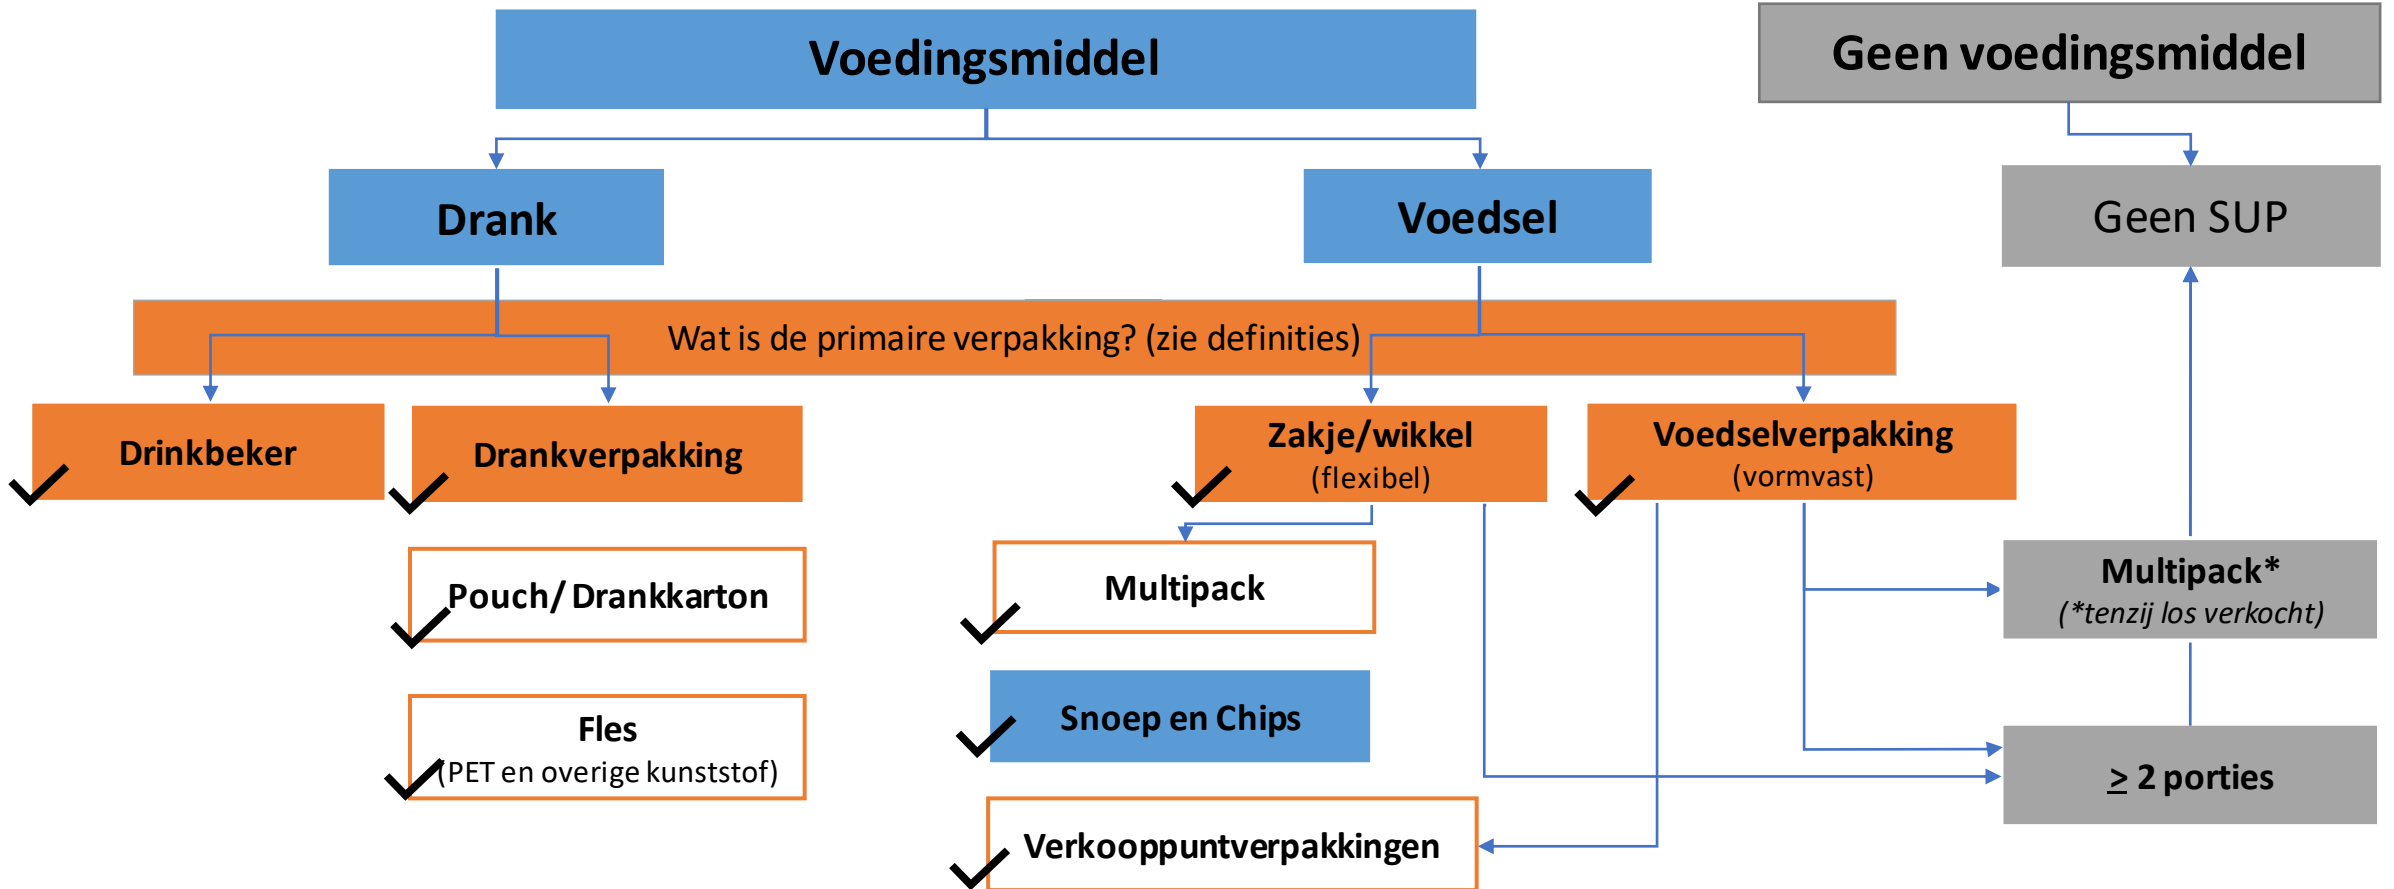 Voedingsmiddel
Geen voedingsmiddel
Drank
Voedsel
Geen SUP
Wat is de primaire verpakking? (zie definities)
Drinkbeker
Drankverpakking
Zakje/wikkel
(flexibel)
Voedselverpakking
(vormvast)
Pouch/ Drankkarton
Multipack
Multipack*
(*tenzij los verkocht)
Fles
(PET en overige kunststof)
Snoep en Chips
≥ 2 porties
Verkooppuntverpakkingen